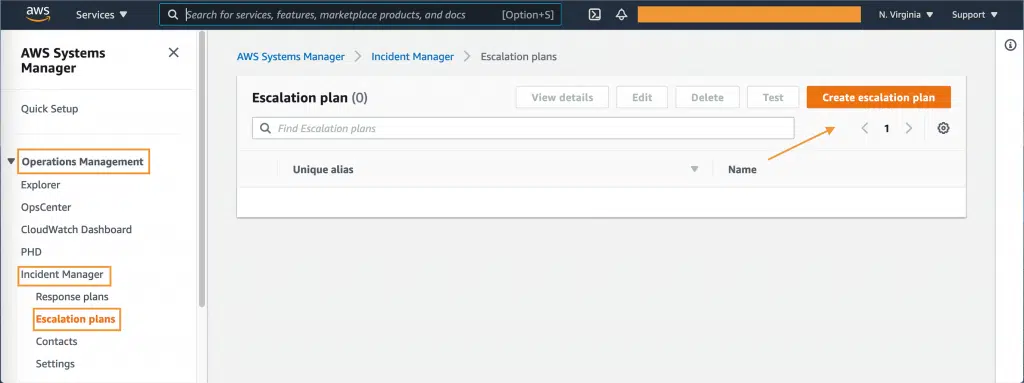 aws
Services
Search for services, features, marketplace products, and docs
[Option+S]
N. Virginia
Support
AWS Systems
Manager
Quick Setup
Operations Management
Explorer
OpsCenter
CloudWatch Dashboard
PHD
Incident Manager
Response plans
Escalation plans
Contacts
Settings
AWS Systems Manager
Incident Manager
Escalation plans
Escalation plan (0)
View details
Edit
Delete
Test
Create escalation plan
Find Escalation plans
1
Unique alias
Name